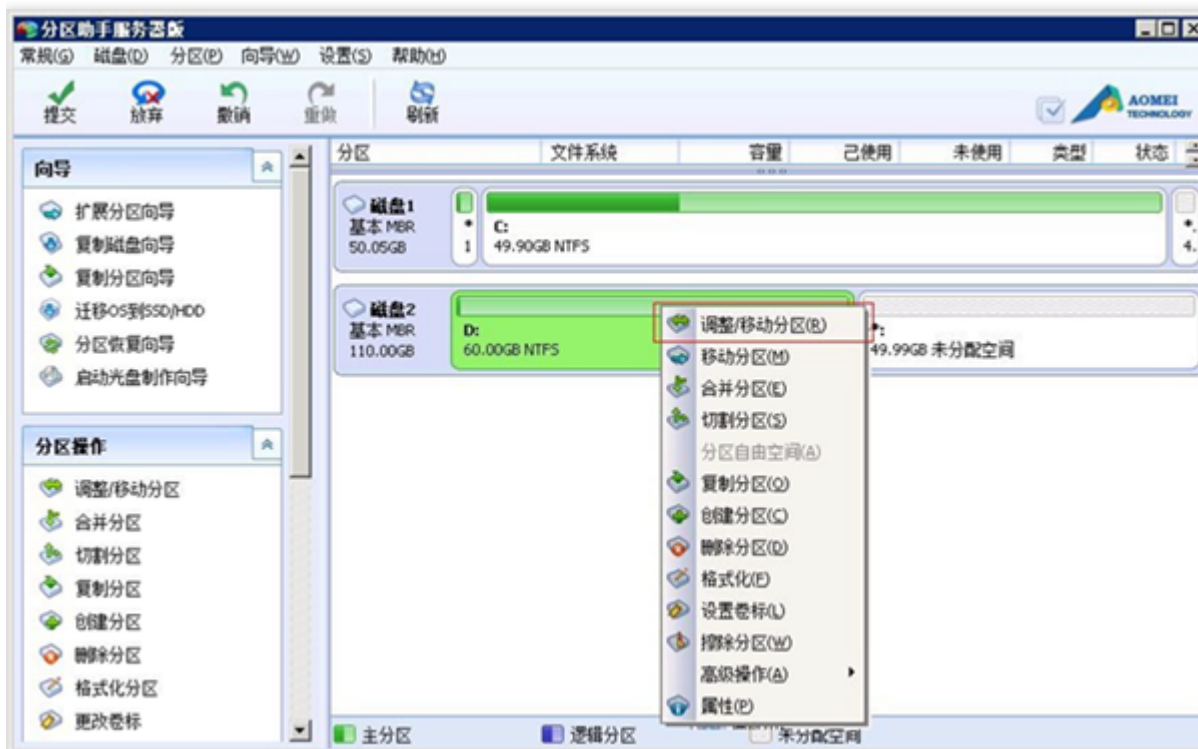 分区助手服务器版
常规(G) 磁盘(D) 分区(P) 向导(W) 设置(S) 帮助(H)
提交 放弃 撤销 重做 刷新
AOMEI
TECHNOLOGY
向导
扩展分区向导
复制磁盘向导
复制分区向导
迁移OS到SSD/HDD
分区恢复向导
启动光盘制作向导
分区操作
调整/移动分区
合并分区
切割分区
复制分区
创建分区
删除分区
格式化分区
更改卷标
分区 文件系统 容量 已使用 未使用 类型 状态
磁盘1
基本 MBR
50.05GB
*
1
C:
49.90GB NTFS
*.
4.
磁盘2
基本 MBR
110.00GB
D:
60.00GB NTFS
*:
49.99GB 未分配空间
调整/移动分区(R)
移动分区(M)
合并分区(E)
切割分区(S)
分区自由空间(A)
复制分区(O)
创建分区(C)
删除分区(D)
格式化(F)
设置卷标(L)
擦除分区(W)
高级操作(A)
属性(P)
主分区 逻辑分区 未分配空间